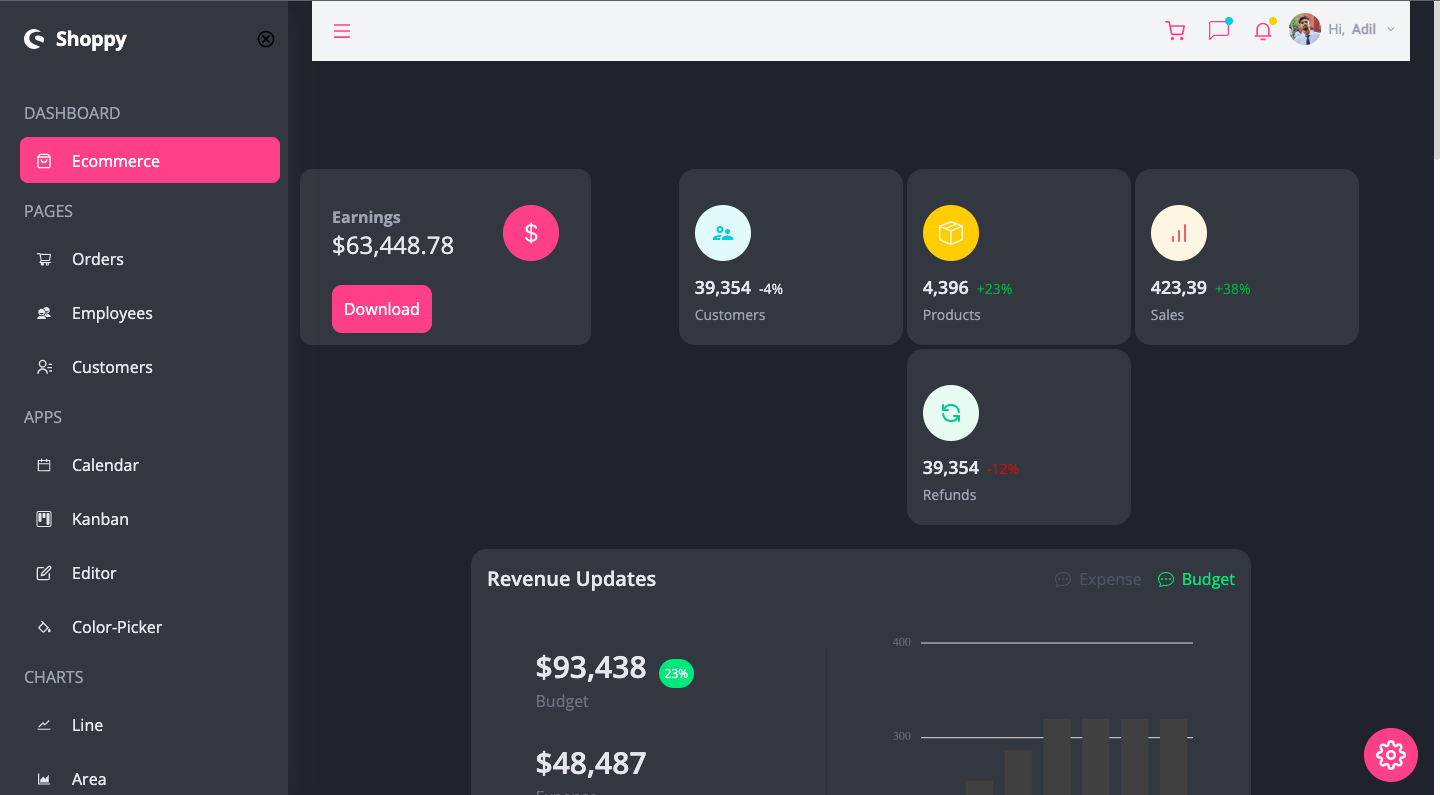 Shoppy
Hi, Adil
DASHBOARD
Ecommerce
PAGES
Orders
Employees
Customers
APPS
Calendar
Kanban
Editor
Color-Picker
CHARTS
Line
Area
Earnings
$63,448.78
$
Download
39,354 -4%
Customers
4,396 +23%
Products
423,39 +38%
Sales
39,354 -12%
Refunds
Revenue Updates
Expense Budget
$93,438 23%
Budget
$48,487
Expense
400
300